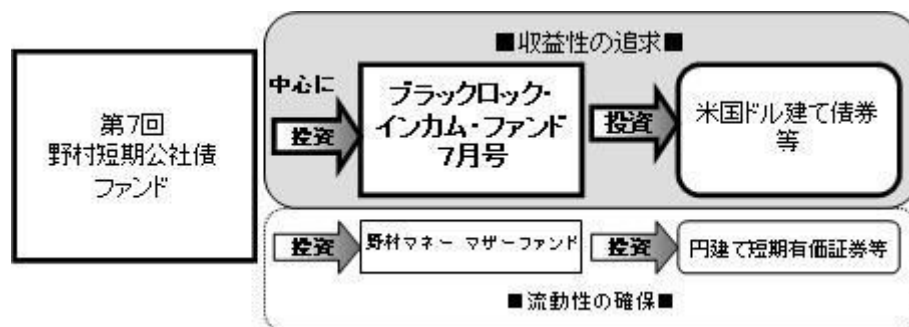 ■収益性の追求■
第7回
野村短期公社債
ファンド
中心に
投資
ブラックロック・
インカム・ファンド
7月号
投資
米国ドル建て債券
等
投資
野村マネー マザーファンド
投資
円建て短期有価証券等
■流動性の確保■